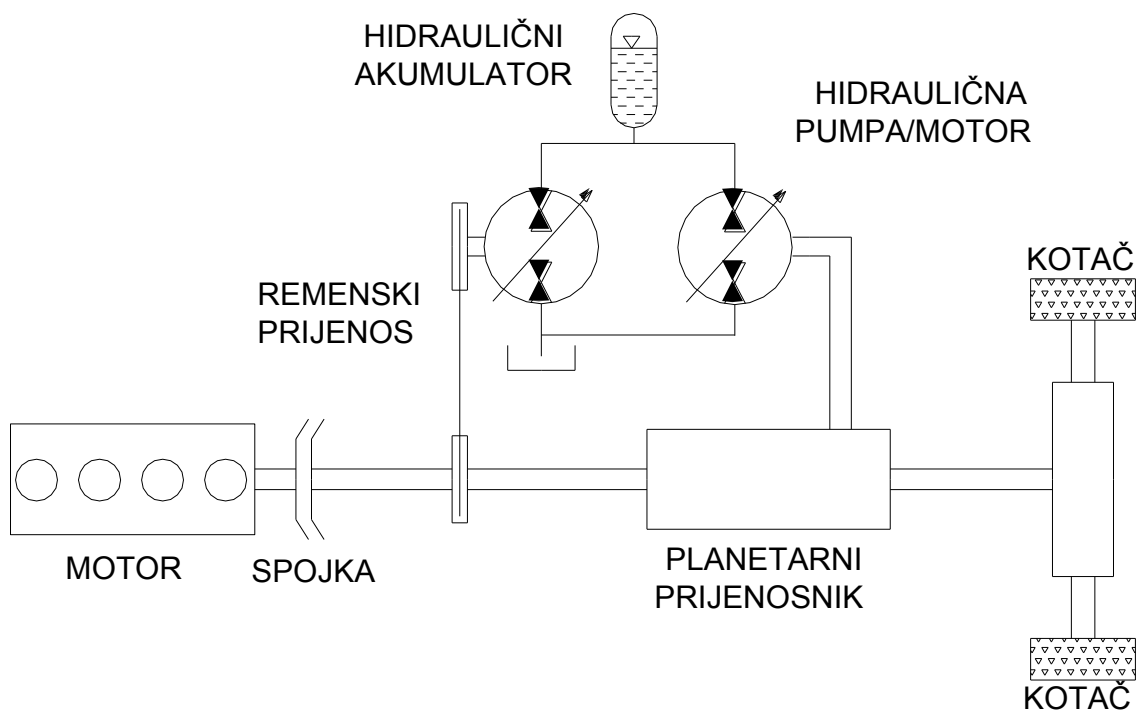 HIDRAULIČNI
AKUMULATOR
HIDRAULIČNA
PUMPA/MOTOR
REMENSKI
PRIJENOS
KOTAČ
MOTOR
SPOJKA
PLANETARNI
PRIJENOSNIK
KOTAČ